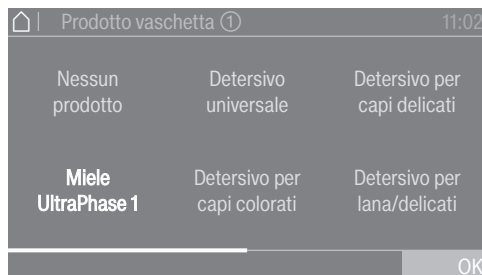 Prodotto vaschetta ① 11:02
Nessun prodotto
Detersivo universale
Detersivo per capi delicati
Miele UltraPhase 1
Detersivo per capi colorati
Detersivo per lana/delicati
OK